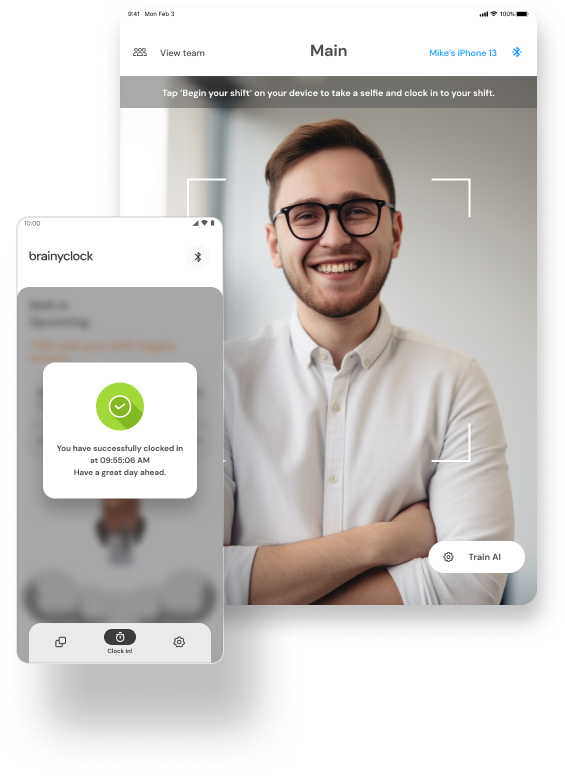 9:41 Mon Feb 3
100%
View team
Main
Mike's iPhone 13
Tap 'Begin your shift' on your device to take a selfie and clock in to your shift.
10:00
brainyclock
You have successfully clocked in
at 09:55:06 AM
Have a great day ahead.
Train AI
Clock in!